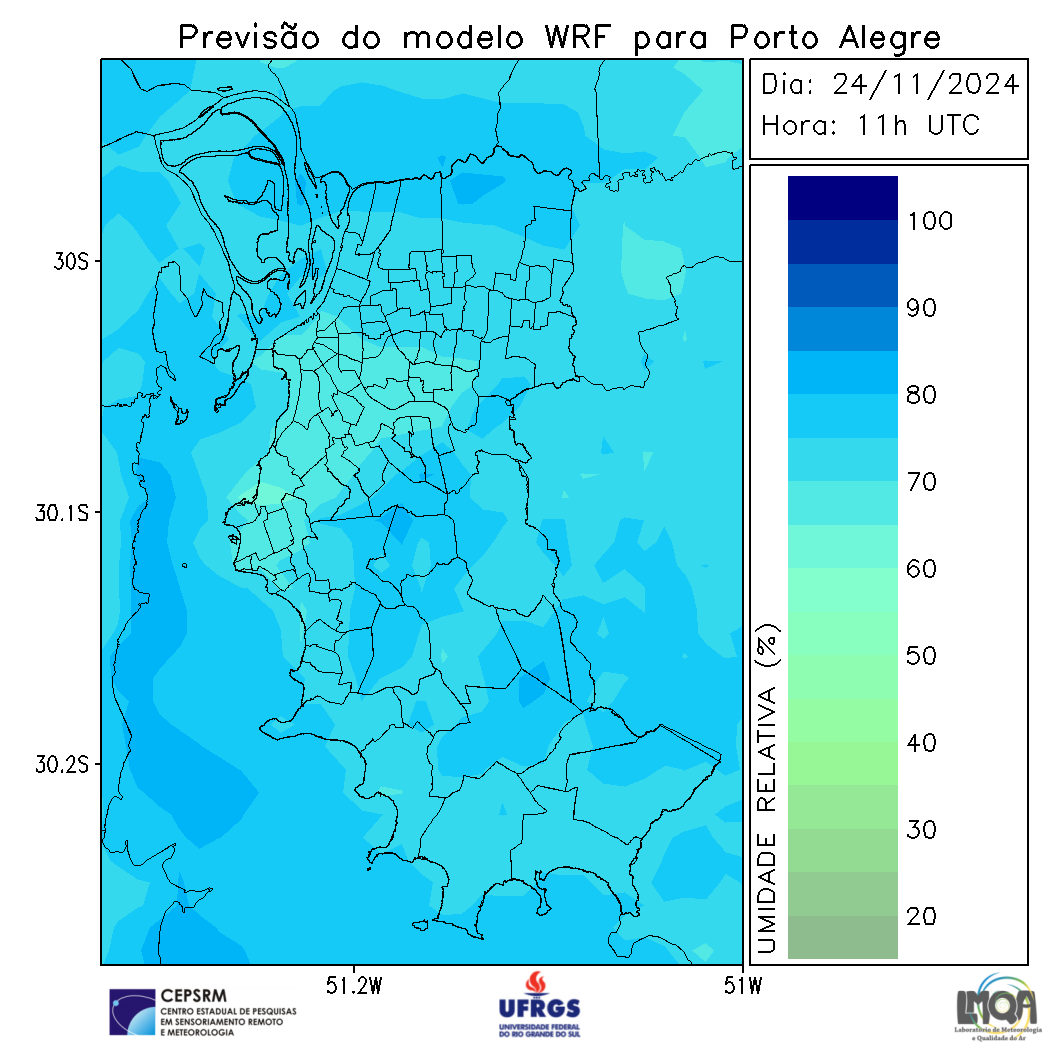 Previsão do modelo WRF para Porto Alegre
Dia: 24/11/2024
Hora: 11h UTC
30S
30.1S
30.2S
51.2W
51W
100
90
80
70
60
50
40
30
20
UMIDADE RELATIVA (%)
CEPSRM
CENTRO ESTADUAL DE PESQUISAS
EM SENSORIAMENTO REMOTO
E METEOROLOGIA
UFRGS
UNIVERSIDADE FEDERAL
DO RIO GRANDE DO SUL
LMQA
Laboratório de Meteorologia
e Qualidade do Ar